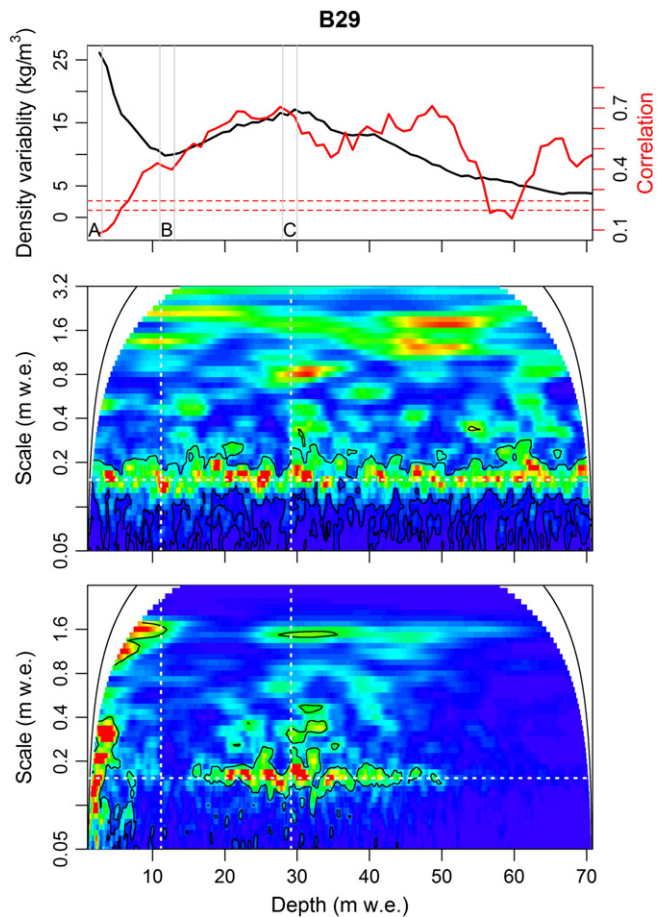 B29
Density variablity (kg/m³)
25
15
5
0
0.7
0.4
0.1
Correlation
A
B
C
Scale (m w.e.)
3.2
1.6
0.8
0.4
0.2
0.05
Scale (m w.e.)
1.6
0.8
0.4
0.2
0.05
10 20 30 40 50 60 70
Depth (m w.e.)